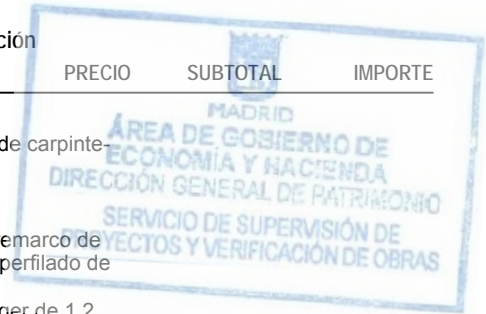 ción
PRECIO SUBTOTAL IMPORTE
MADRID
ÁREA DE GOBIERNO DE
de carpinte-
ECONOMÍA Y HACIENDA
DIRECCIÓN GENERAL DE PATRIMONIO
SERVICIO DE SUPERVISIÓN DE
emarco de
PROYECTOS Y VERIFICACIÓN DE OBRAS
perfilado de
ger de 1,2